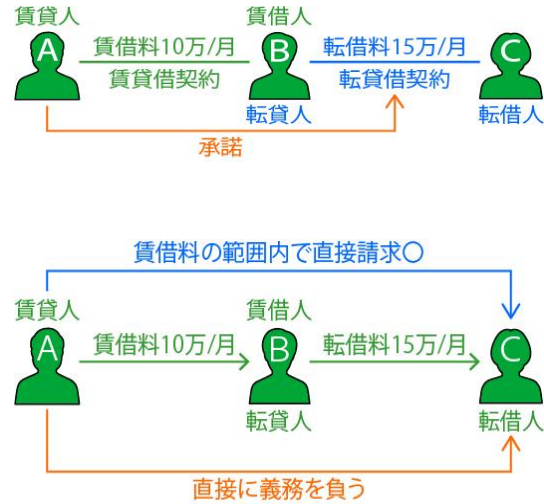 賃貸人
賃借人
A
賃借料10万/月
B
転借料15万/月
C
賃貸借契約
転貸借契約
転貸人
転借人
承諾
賃借料の範囲内で直接請求〇
賃貸人
賃借人
A
賃借料10万/月
B
転借料15万/月
C
転貸人
転借人
直接に義務を負う